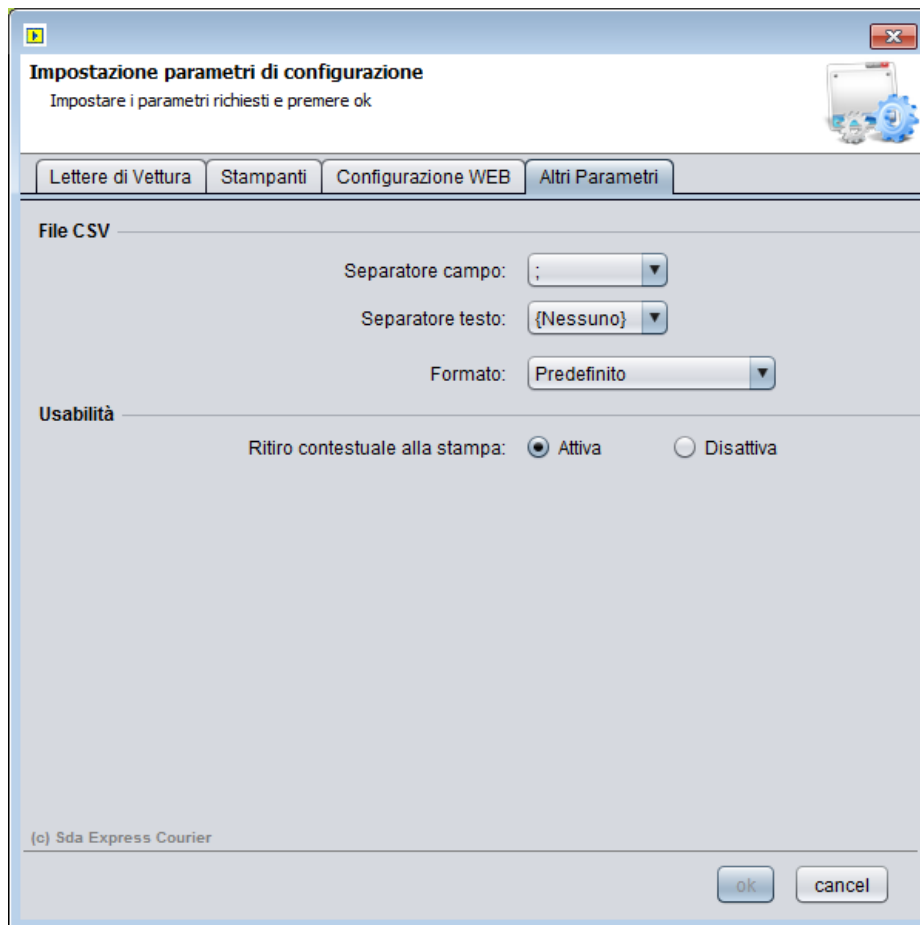 Impostazione parametri di configurazione
Impostare i parametri richiesti e premere ok
Lettere di Vettura Stampanti Configurazione WEB Altri Parametri
File CSV
Separatore campo: ;
Separatore testo: {Nessuno}
Formato: Predefinito
Usabilità
Ritiro contestuale alla stampa: Attiva Disattiva
(c) Sda Express Courier
ok cancel